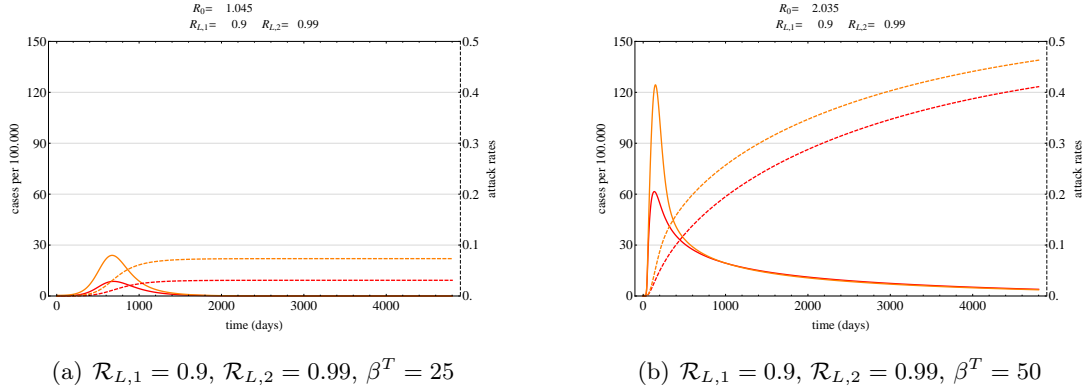 R0= 1.045
RL,1= 0.9 RL,2= 0.99
150
120
90
60
30
0
0.5
0.4
0.3
0.2
0.1
0.
cases per 100.000
attack rates
0 1000 2000 3000 4000
time (days)
(a) ℛL,1 = 0.9, ℛL,2 = 0.99, βT = 25
R0= 2.035
RL,1= 0.9 RL,2= 0.99
150
120
90
60
30
0
0.5
0.4
0.3
0.2
0.1
0.
cases per 100.000
attack rates
0 1000 2000 3000 4000
time (days)
(b) ℛL,1 = 0.9, ℛL,2 = 0.99, βT = 50